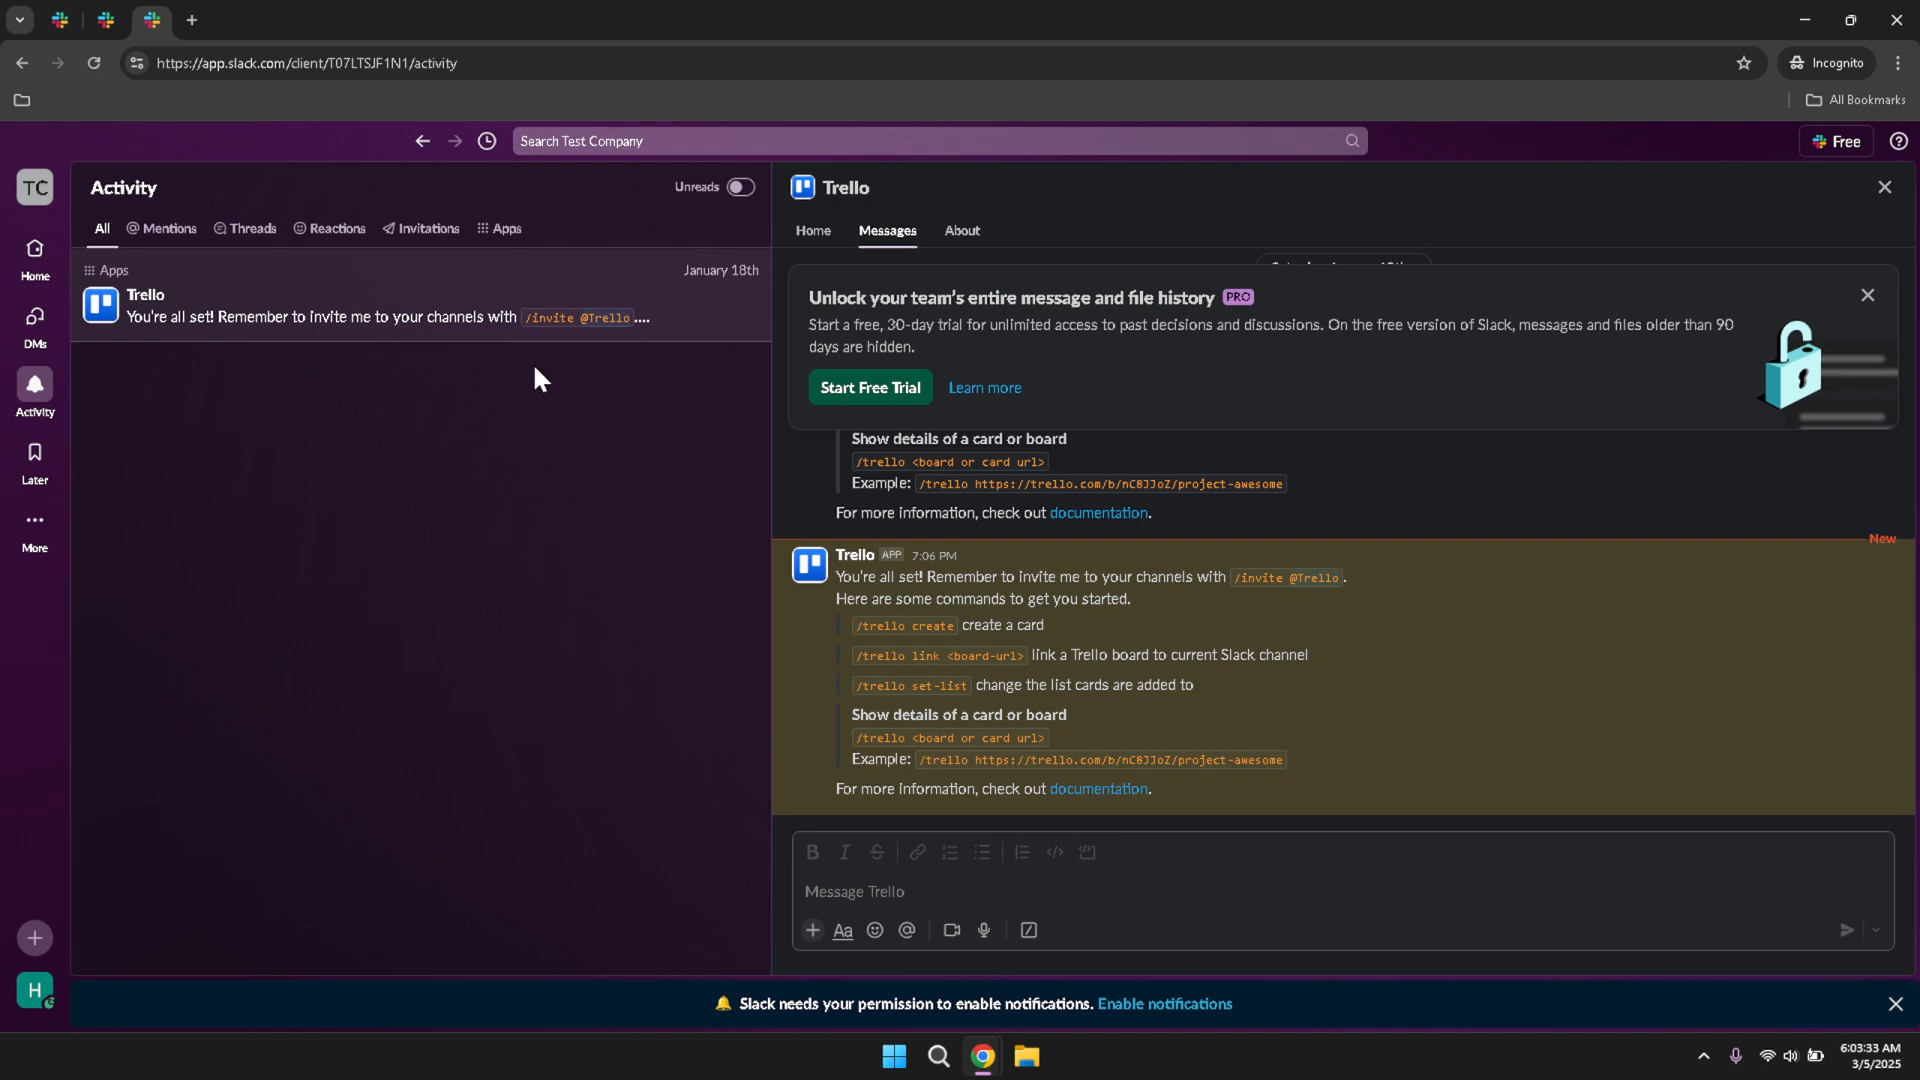 https://app.slack.com/client/T07LTSJF1N1/activity
Incognito
All Bookmarks
Search Test Company
Free
TC
Home
DMs
Activity
Later
More
H
Activity
Unreads
All
Mentions
Threads
Reactions
Invitations
Apps
Apps
January 18th
Trello
You're all set! Remember to invite me to your channels with /invite @Trello....
Trello
Home
Messages
About
Unlock your team's entire message and file history PRO
Start a free, 30-day trial for unlimited access to past decisions and discussions. On the free version of Slack, messages and files older than 90
days are hidden.
Start Free Trial
Learn more
Show details of a card or board
/trello <board or card url>
Example: /trello https://trello.com/b/nC8JJoZ/project-awesome
For more information, check out documentation.
New
Trello APP 7:06 PM
You're all set! Remember to invite me to your channels with /invite @Trello.
Here are some commands to get you started.
/trello create create a card
/trello link <board-url> link a Trello board to current Slack channel
/trello set-list change the list cards are added to
Show details of a card or board
/trello <board or card url>
Example: /trello https://trello.com/b/nC8JJoZ/project-awesome
For more information, check out documentation.
Message Trello
Aa
Slack needs your permission to enable notifications. Enable notifications
6:03:33 AM
3/5/2025